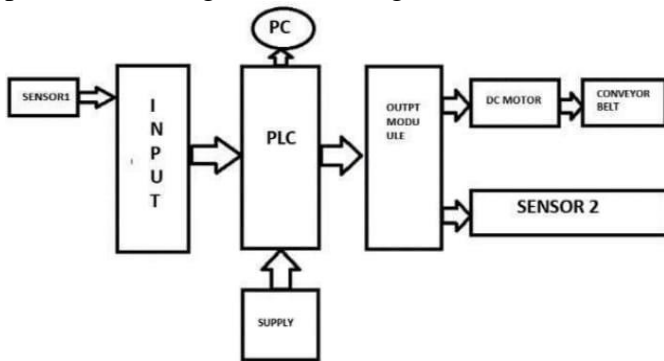 PC
SENSOR1
I
N
P
U
T
PLC
OUTPT
MODU
ULE
DC MOTOR
CONVEYOR
BELT
SENSOR 2
SUPPLY